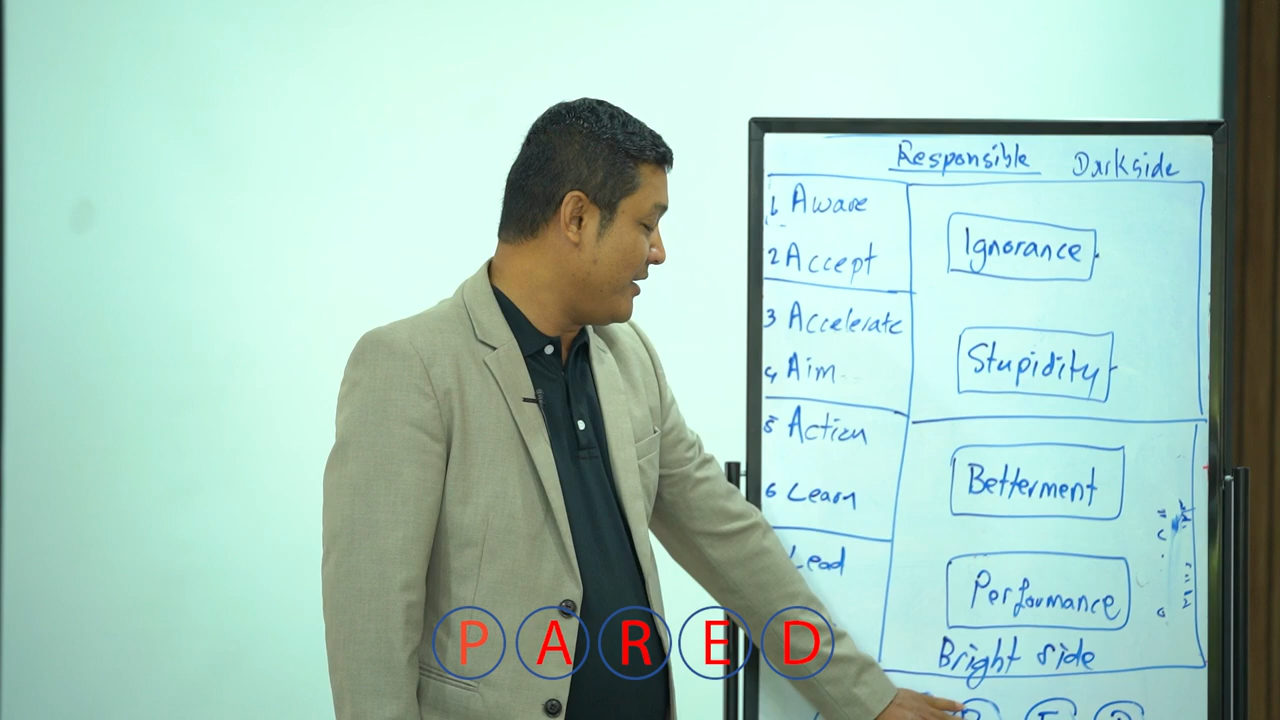 Responsible Darkside
1. Aware
2 Accept
3 Accelerate
4 Aim
5 Action
6 Learn
Lead
Ignorance
Stupidity
Betterment
Performance
Bright side
P A R E D